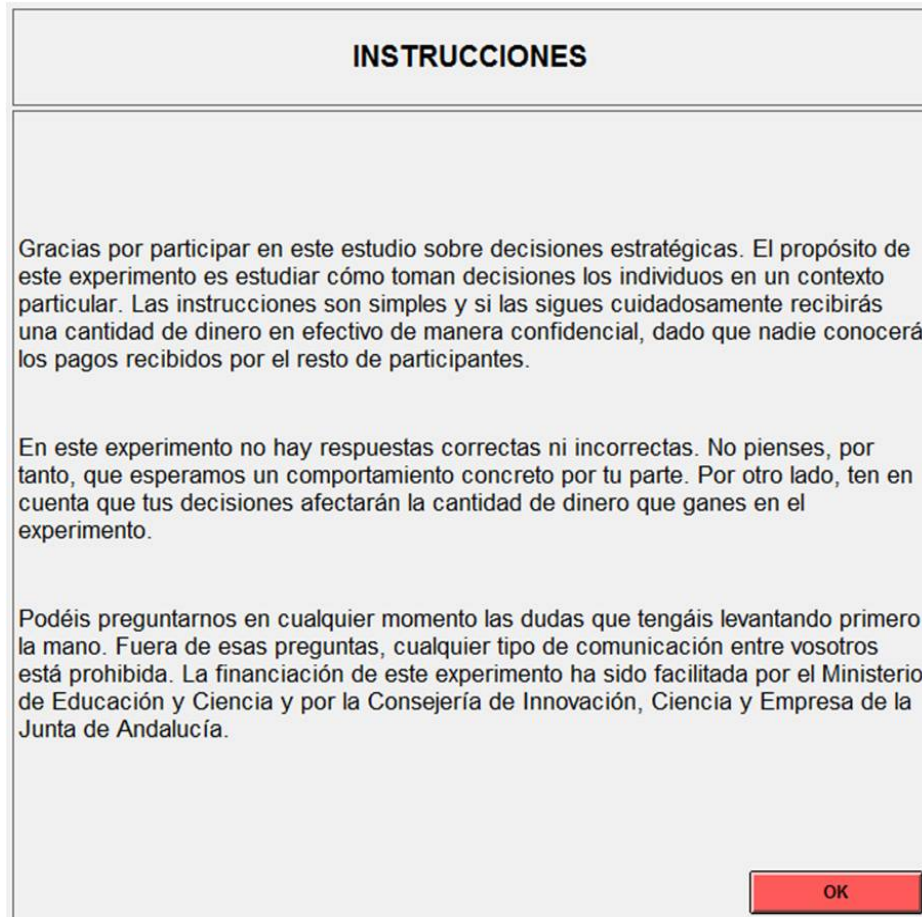 INSTRUCCIONES
Gracias por participar en este estudio sobre decisiones estratégicas. El propósito de
este experimento es estudiar cómo toman decisiones los individuos en un contexto
particular. Las instrucciones son simples y si las sigues cuidadosamente recibirás
una cantidad de dinero en efectivo de manera confidencial, dado que nadie conocerá
los pagos recibidos por el resto de participantes.
En este experimento no hay respuestas correctas ni incorrectas. No pienses, por
tanto, que esperamos un comportamiento concreto por tu parte. Por otro lado, ten en
cuenta que tus decisiones afectarán la cantidad de dinero que ganes en el
experimento.
Podéis preguntarnos en cualquier momento las dudas que tengáis levantando primero
la mano. Fuera de esas preguntas, cualquier tipo de comunicación entre vosotros
está prohibida. La financiación de este experimento ha sido facilitada por el Ministerio
de Educación y Ciencia y por la Consejería de Innovación, Ciencia y Empresa de la
Junta de Andalucía.
OK